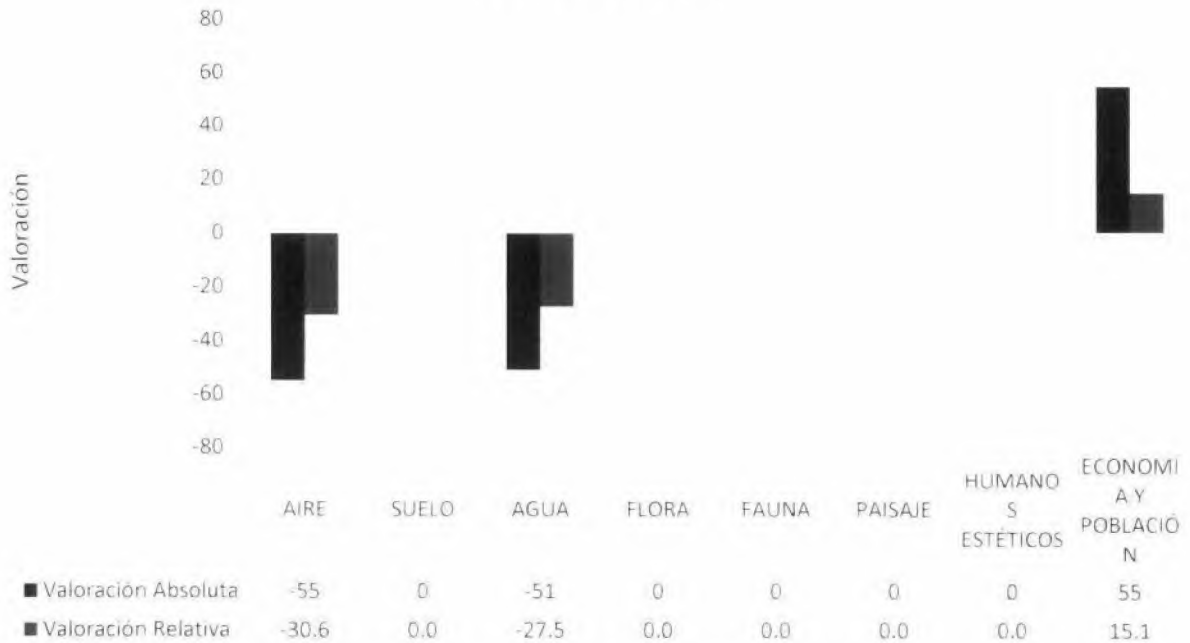 80
60
40
20
0
-20
-40
-60
-80
Valoración
AIRE SUELO AGUA FLORA FAUNA PAISAJE HUMANO
S
ESTÉTICOS ECONOMI
A Y
POBLACIÓ
N
Valoración Absoluta -55 0 -51 0 0 0 0 55
Valoración Relativa -30.6 0.0 -27.5 0.0 0.0 0.0 0.0 15.1